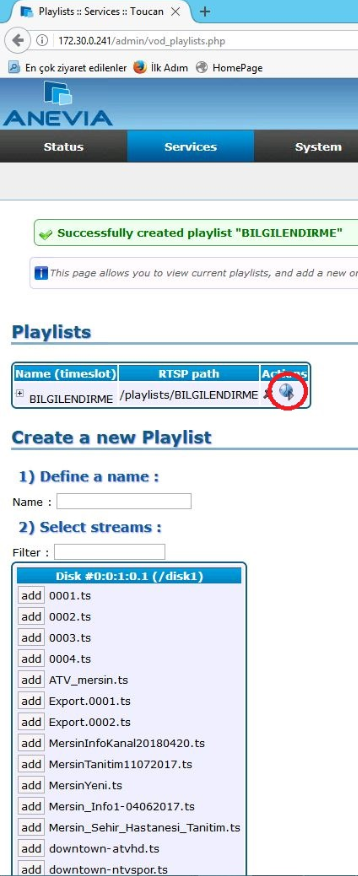 Playlists :: Services :: Toucan
172.30.0.241/admin/vod_playlists.php
En çok ziyaret edilenler İlk Adım HomePage
ANEVIA
Status Services System
Successfully created playlist "BILGILENDIRME"
This page allows you to view current playlists, and add a new
Playlists
Name (timeslot) RTSP path Actions
BILGILENDIRME /playlists/BILGILENDIRME
Create a new Playlist
1) Define a name :
Name :
2) Select streams :
Filter :
Disk #0:0:1:0.1 (/disk1)
add 0001.ts
add 0002.ts
add 0003.ts
add 0004.ts
add ATV_mersin.ts
add Export.0001.ts
add Export.0002.ts
add MersinInfoKanal20180420.ts
add MersinTanitim11072017.ts
add MersinYeni.ts
add Mersin_Info1-04062017.ts
add Mersin_Sehir_Hastanesi_Tanitim.ts
add downtown-atvhd.ts
add downtown-ntvspor.ts